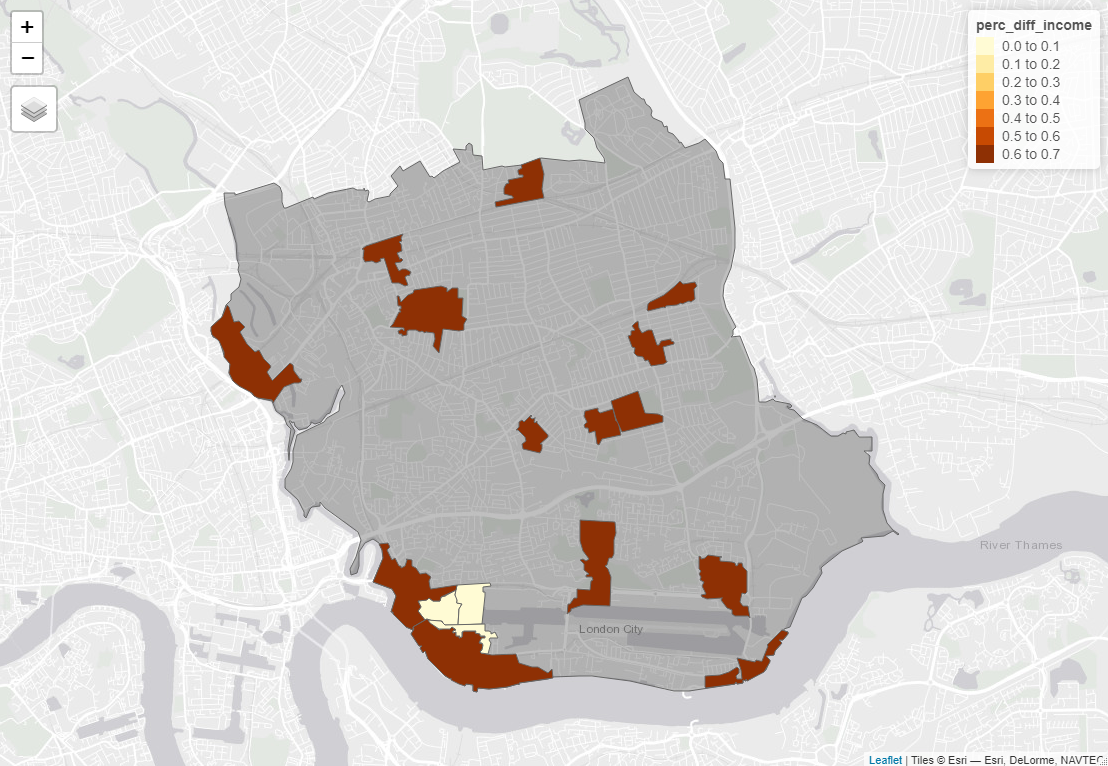 +
−
perc_diff_income
0.0 to 0.1
0.1 to 0.2
0.2 to 0.3
0.3 to 0.4
0.4 to 0.5
0.5 to 0.6
0.6 to 0.7
River Thames
London City
Leaflet | Tiles © Esri — Esri, DeLorme, NAVTEQ